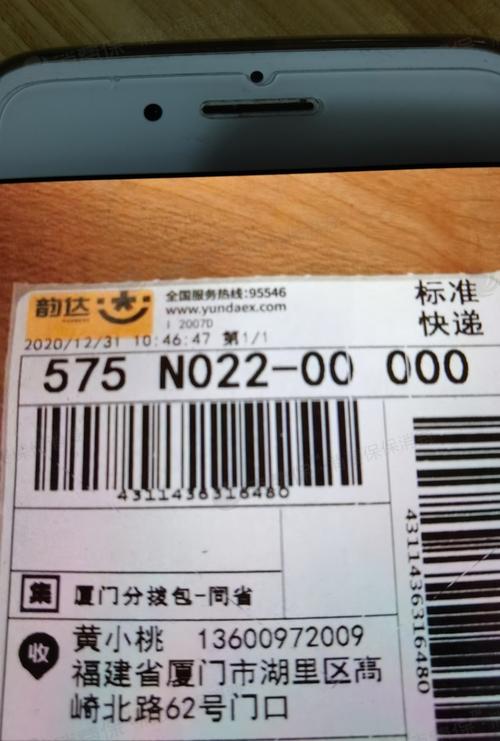 韵达
全国服务热线:95546
www.yundaex.com
标准
快递
I 2007D
2020/12/31 10:46:47 第1/1
575 N022-00 000
4311436316480
4311436316480
集 厦门分拨包-同省
收 黄小桃 13600972009
福建省厦门市湖里区高
崎北路62号门口